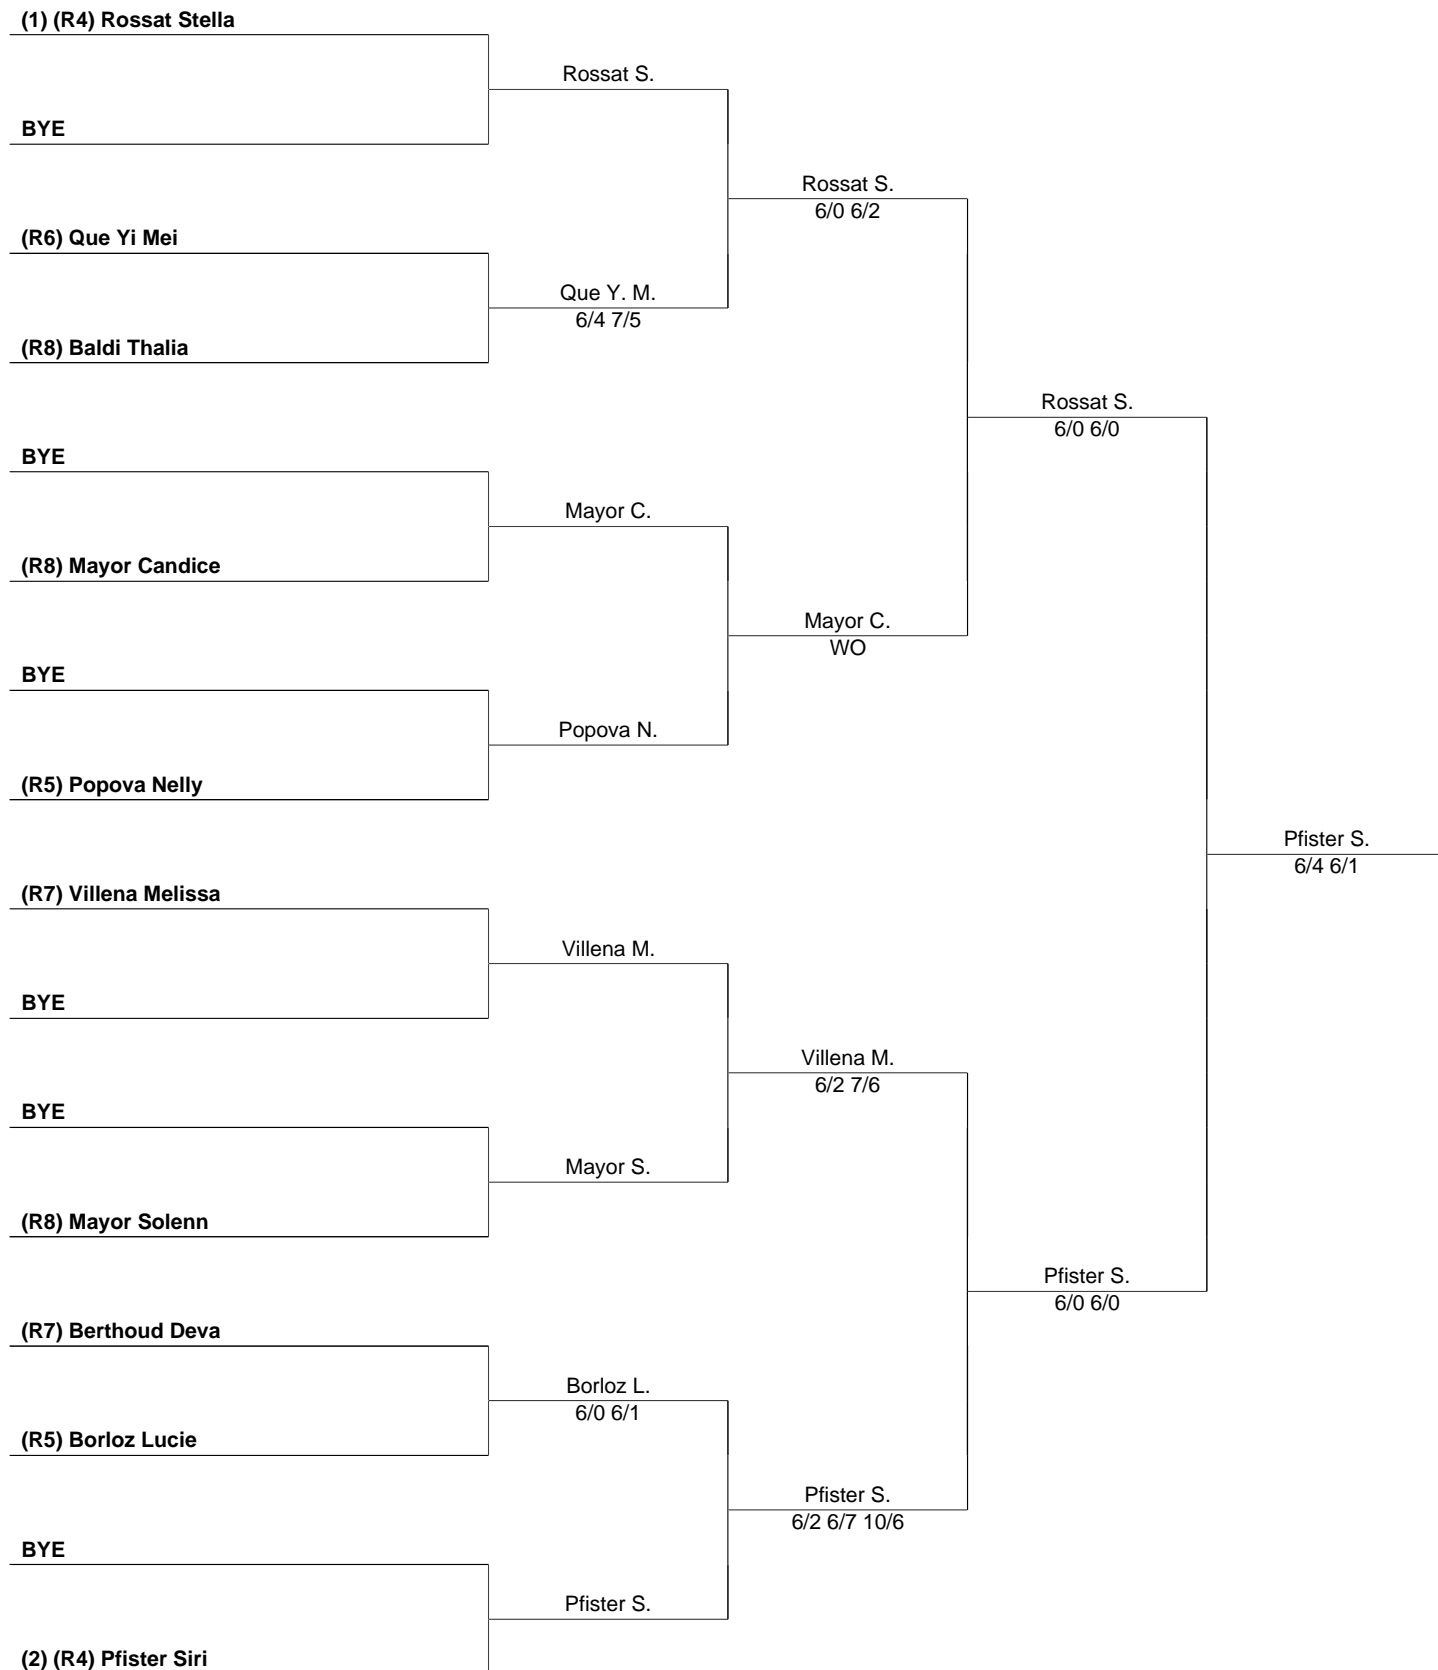 (1) (R4) Rossat Stella
Rossat S.
BYE
Rossat S.
6/0 6/2
(R6) Que Yi Mei
Que Y. M.
6/4 7/5
(R8) Baldi Thalia
Rossat S.
6/0 6/0
BYE
Mayor C.
(R8) Mayor Candice
Mayor C.
WO
BYE
Popova N.
(R5) Popova Nelly
Pfister S.
6/4 6/1
(R7) Villena Melissa
Villena M.
BYE
Villena M.
6/2 7/6
BYE
Mayor S.
(R8) Mayor Solenn
Pfister S.
6/0 6/0
(R7) Berthoud Deva
Borloz L.
6/0 6/1
(R5) Borloz Lucie
Pfister S.
6/2 6/7 10/6
BYE
Pfister S.
(2) (R4) Pfister Siri